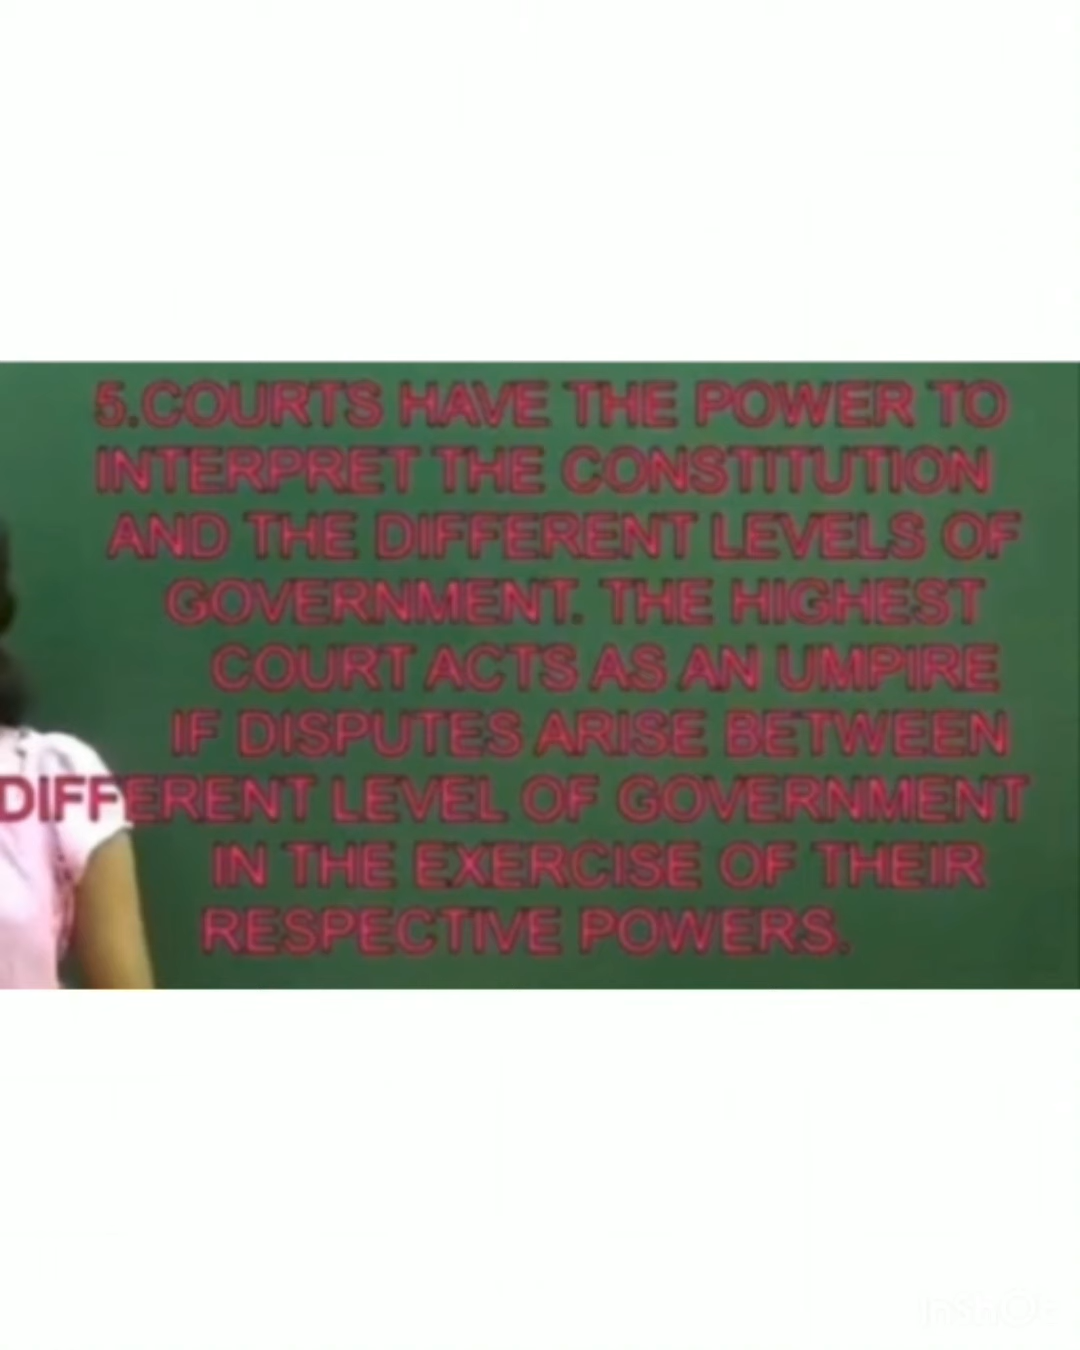 5.COURTS HAVE THE POWER TO
INTERPRET THE CONSTITUTION
AND THE DIFFERENT LEVELS OF
GOVERNMENT. THE HIGHEST
COURT ACTS AS AN UMPIRE
IF DISPUTES ARISE BETWEEN
DIFFERENT LEVEL OF GOVERNMENT
IN THE EXERCISE OF THEIR
RESPECTIVE POWERS.
InShOt